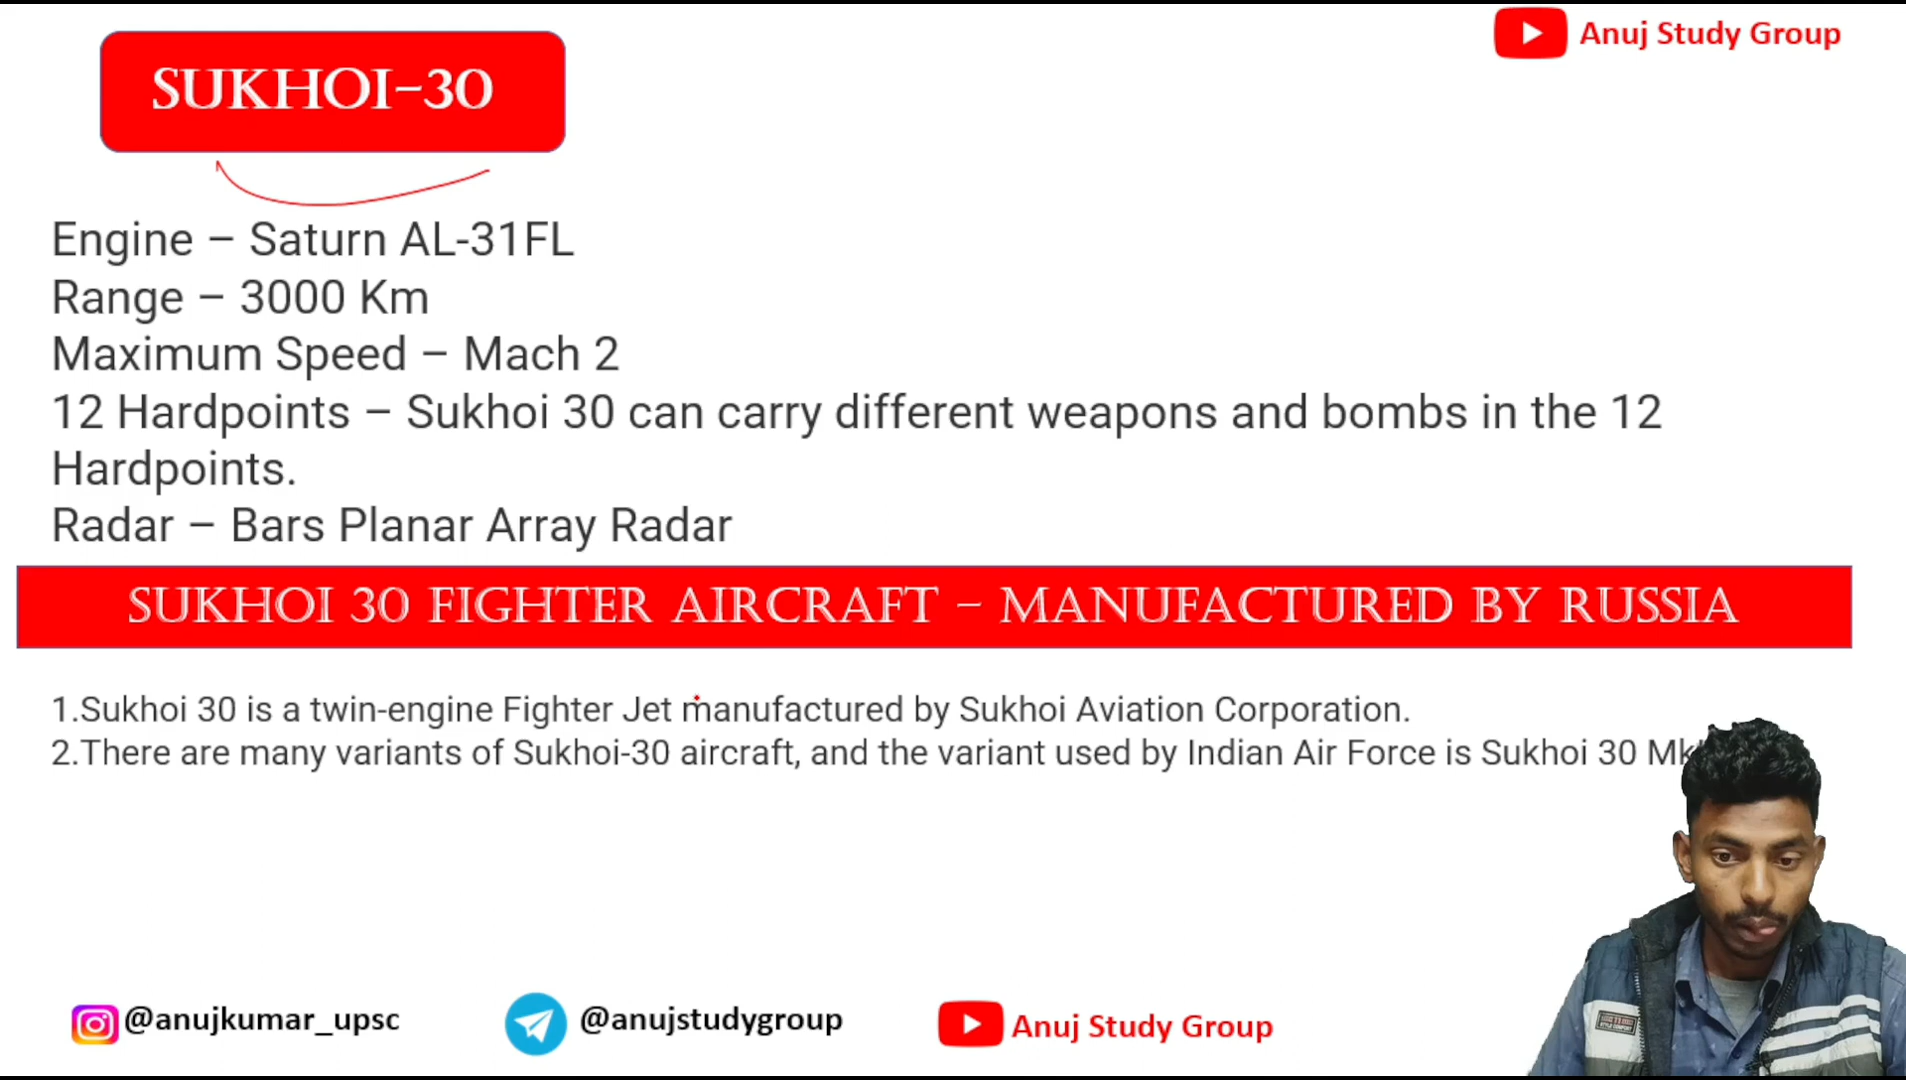 Anuj Study Group
SUKHOI-30
Engine – Saturn AL-31FL
Range – 3000 Km
Maximum Speed – Mach 2
12 Hardpoints – Sukhoi 30 can carry different weapons and bombs in the 12
Hardpoints.
Radar – Bars Planar Array Radar
SUKHOI 30 FIGHTER AIRCRAFT – MANUFACTURED BY RUSSIA
1.Sukhoi 30 is a twin-engine Fighter Jet manufactured by Sukhoi Aviation Corporation.
2.There are many variants of Sukhoi-30 aircraft, and the variant used by Indian Air Force is Sukhoi 30
@anujkumar_upsc
@anujstudygroup
Anuj Study Group